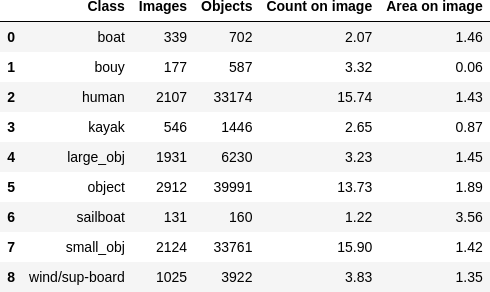 Class Images Objects Count on image Area on image
0 boat 339 702 2.07 1.46
1 bouy 177 587 3.32 0.06
2 human 2107 33174 15.74 1.43
3 kayak 546 1446 2.65 0.87
4 large_obj 1931 6230 3.23 1.45
5 object 2912 39991 13.73 1.89
6 sailboat 131 160 1.22 3.56
7 small_obj 2124 33761 15.90 1.42
8 wind/sup-board 1025 3922 3.83 1.35